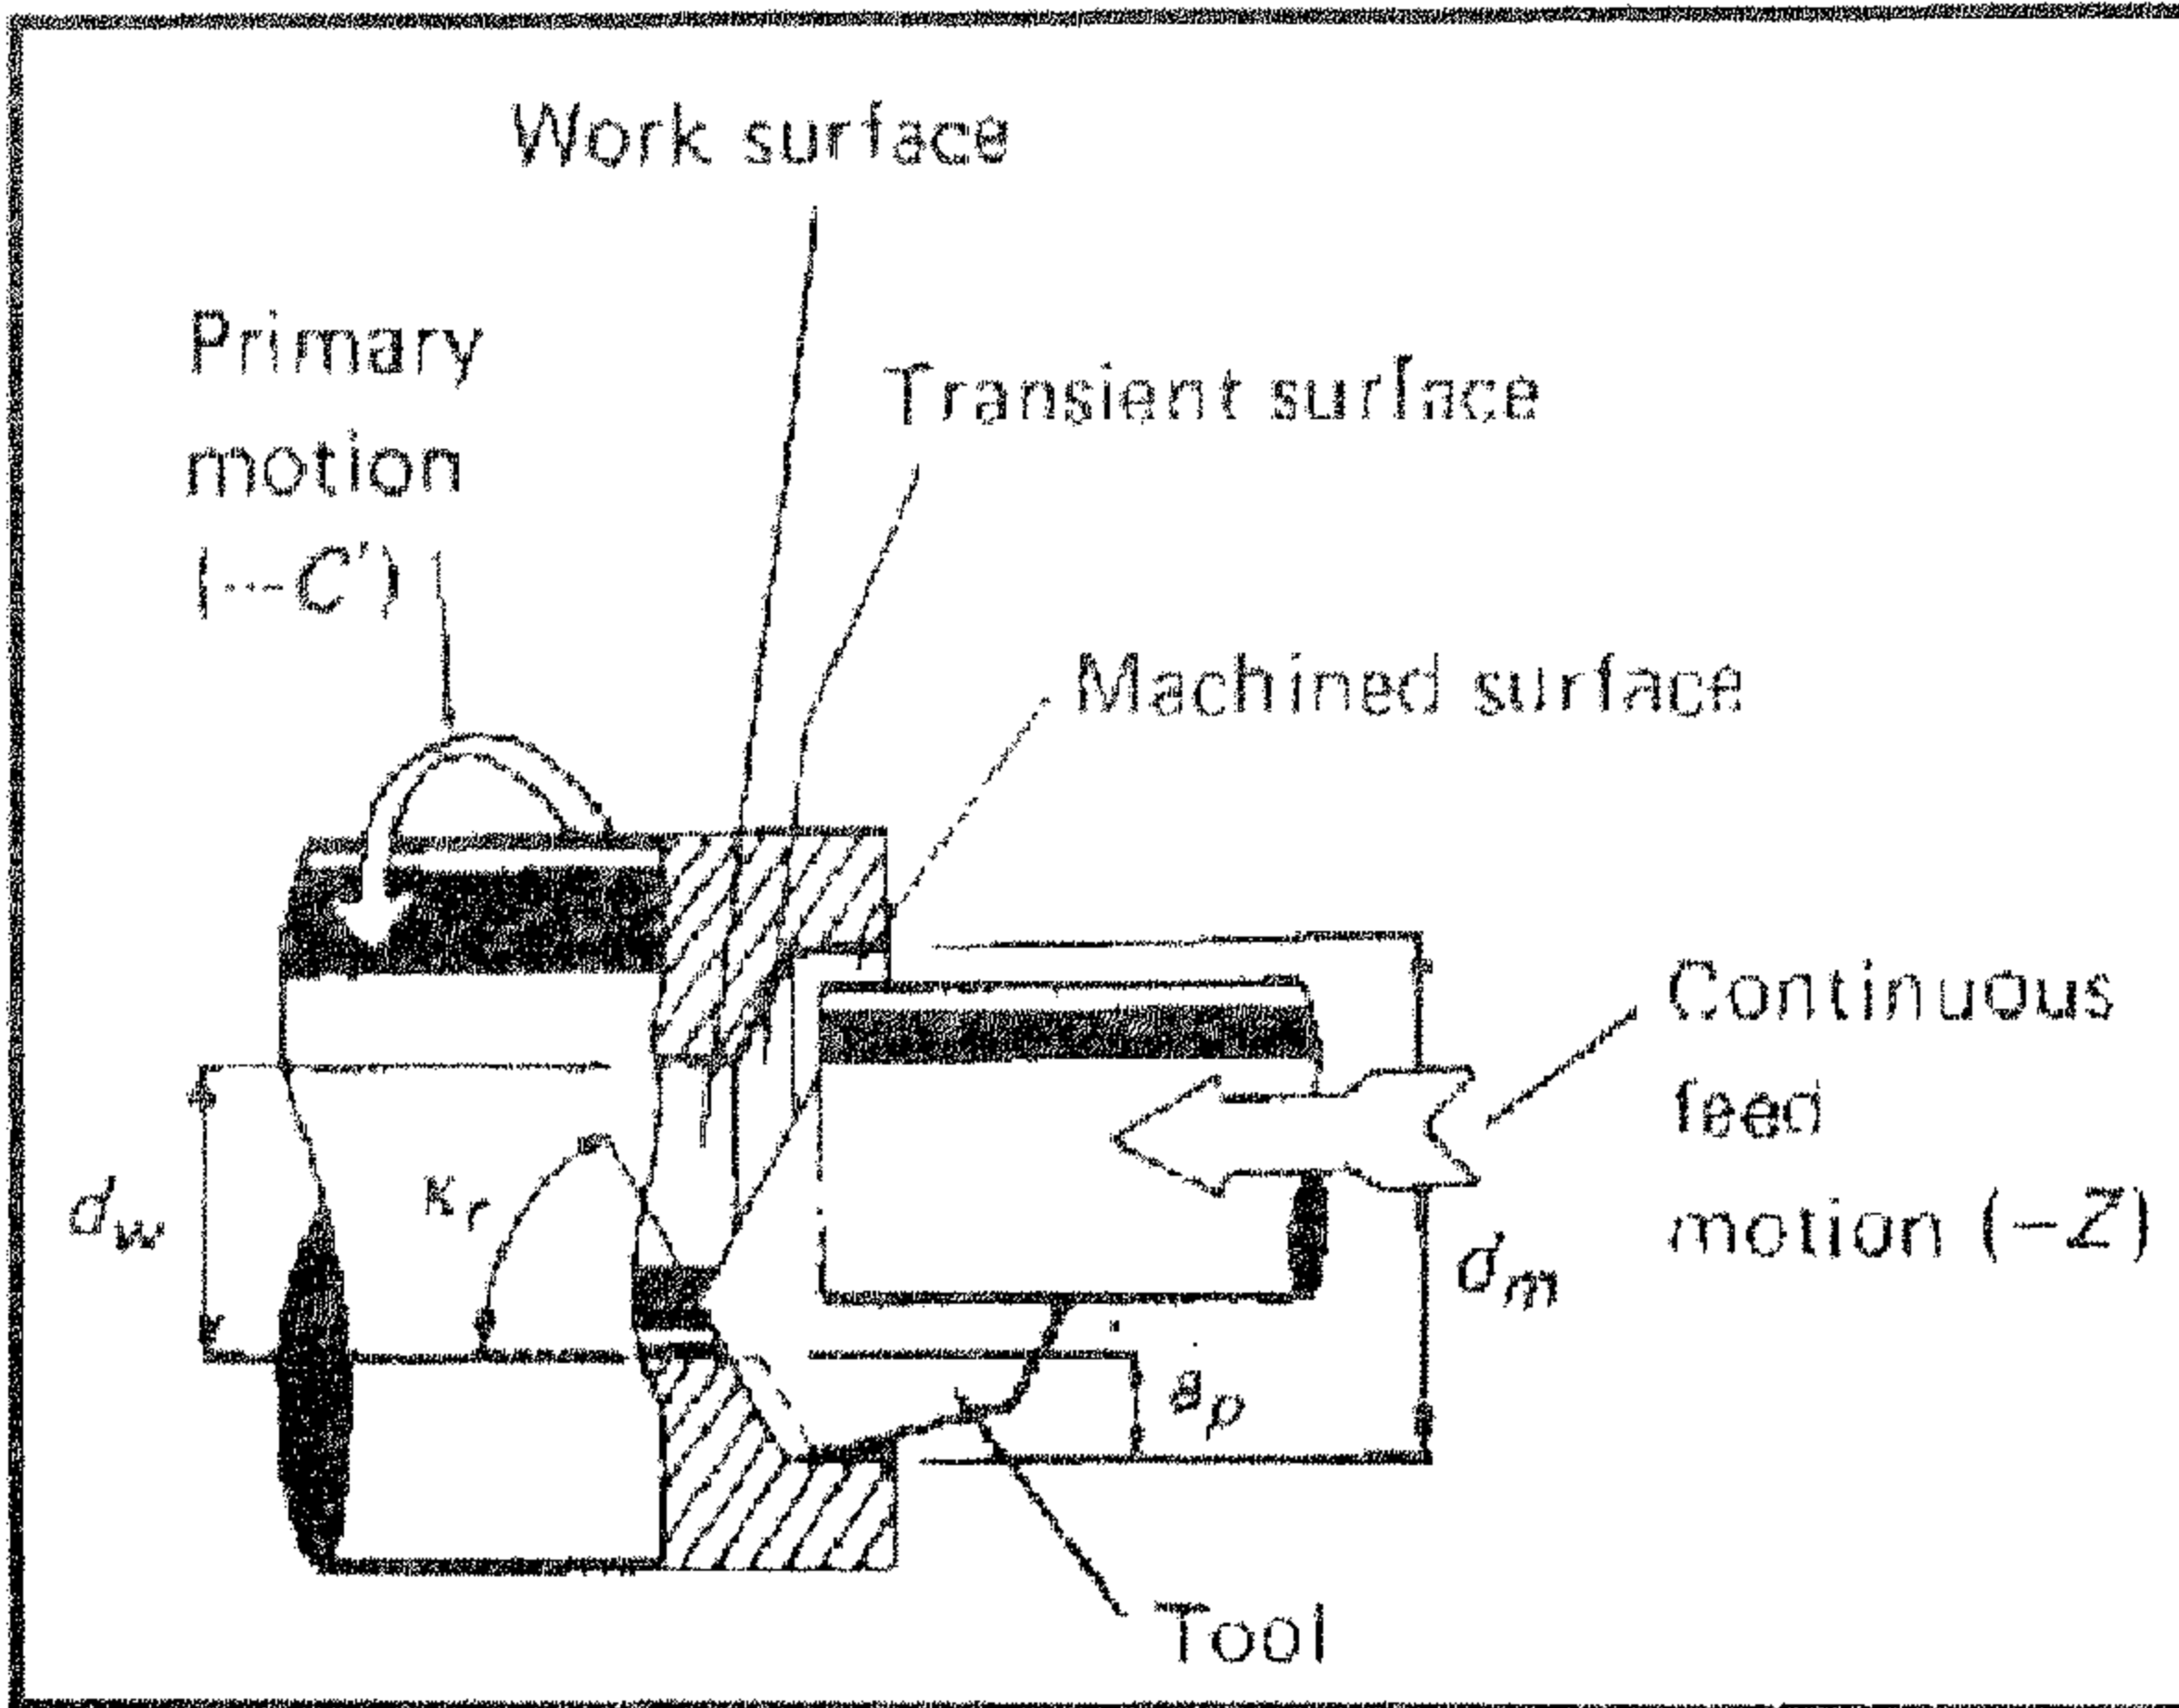 Work surface
Primary
motion
(---C')
Transient surface
Machined surface
Continuous
feed
motion (-Z)
d_w
κ_r
d_m
a_p
Tool